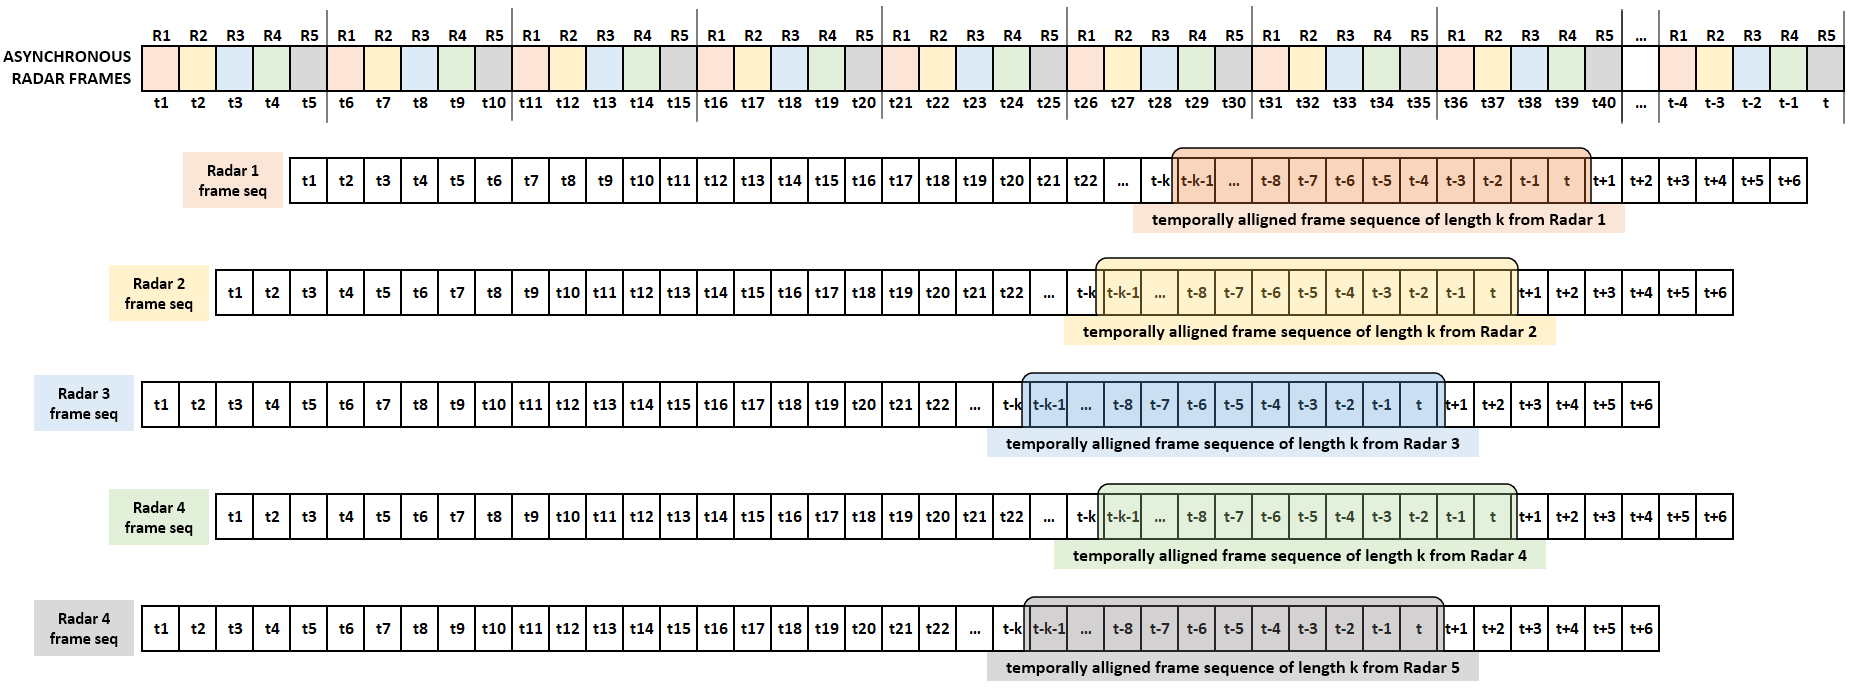 R1 R2 R3 R4 R5 R1 R2 R3 R4 R5 R1 R2 R3 R4 R5 R1 R2 R3 R4 R5 R1 R2 R3 R4 R5 R1 R2 R3 R4 R5 R1 R2 R3 R4 R5 R1 R2 R3 R4 R5 ... R1 R2 R3 R4 R5
ASYNCHRONOUS
RADAR FRAMES
t1 t2 t3 t4 t5 t6 t7 t8 t9 t10 t11 t12 t13 t14 t15 t16 t17 t18 t19 t20 t21 t22 t23 t24 t25 t26 t27 t28 t29 t30 t31 t32 t33 t34 t35 t36 t37 t38 t39 t40 ... t-4 t-3 t-2 t-1 t
Radar 1
frame seq
t1 t2 t3 t4 t5 t6 t7 t8 t9 t10 t11 t12 t13 t14 t15 t16 t17 t18 t19 t20 t21 t22 ... t-k t-k-1 ... t-8 t-7 t-6 t-5 t-4 t-3 t-2 t-1 t t+1 t+2 t+3 t+4 t+5 t+6
temporally alligned frame sequence of length k from Radar 1
Radar 2
frame seq
t1 t2 t3 t4 t5 t6 t7 t8 t9 t10 t11 t12 t13 t14 t15 t16 t17 t18 t19 t20 t21 t22 ... t-k t-k-1 ... t-8 t-7 t-6 t-5 t-4 t-3 t-2 t-1 t t+1 t+2 t+3 t+4 t+5 t+6
temporally alligned frame sequence of length k from Radar 2
Radar 3
frame seq
t1 t2 t3 t4 t5 t6 t7 t8 t9 t10 t11 t12 t13 t14 t15 t16 t17 t18 t19 t20 t21 t22 ... t-k t-k-1 ... t-8 t-7 t-6 t-5 t-4 t-3 t-2 t-1 t t+1 t+2 t+3 t+4 t+5 t+6
temporally alligned frame sequence of length k from Radar 3
Radar 4
frame seq
t1 t2 t3 t4 t5 t6 t7 t8 t9 t10 t11 t12 t13 t14 t15 t16 t17 t18 t19 t20 t21 t22 ... t-k t-k-1 ... t-8 t-7 t-6 t-5 t-4 t-3 t-2 t-1 t t+1 t+2 t+3 t+4 t+5 t+6
temporally alligned frame sequence of length k from Radar 4
Radar 4
frame seq
t1 t2 t3 t4 t5 t6 t7 t8 t9 t10 t11 t12 t13 t14 t15 t16 t17 t18 t19 t20 t21 t22 ... t-k t-k-1 ... t-8 t-7 t-6 t-5 t-4 t-3 t-2 t-1 t t+1 t+2 t+3 t+4 t+5 t+6
temporally alligned frame sequence of length k from Radar 5